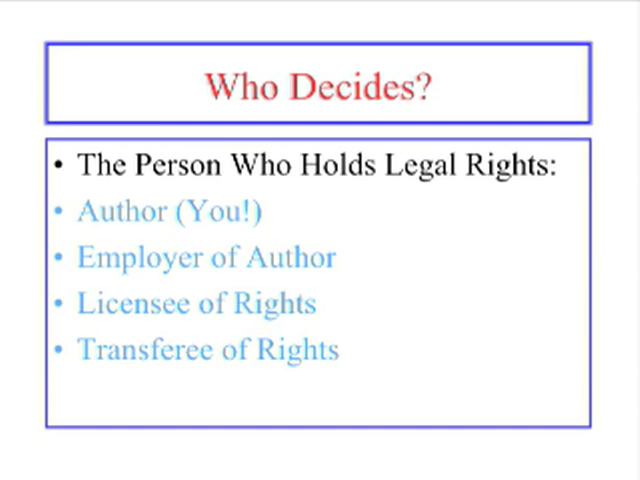 Who Decides?
• The Person Who Holds Legal Rights:
• Author (You!)
• Employer of Author
• Licensee of Rights
• Transferee of Rights